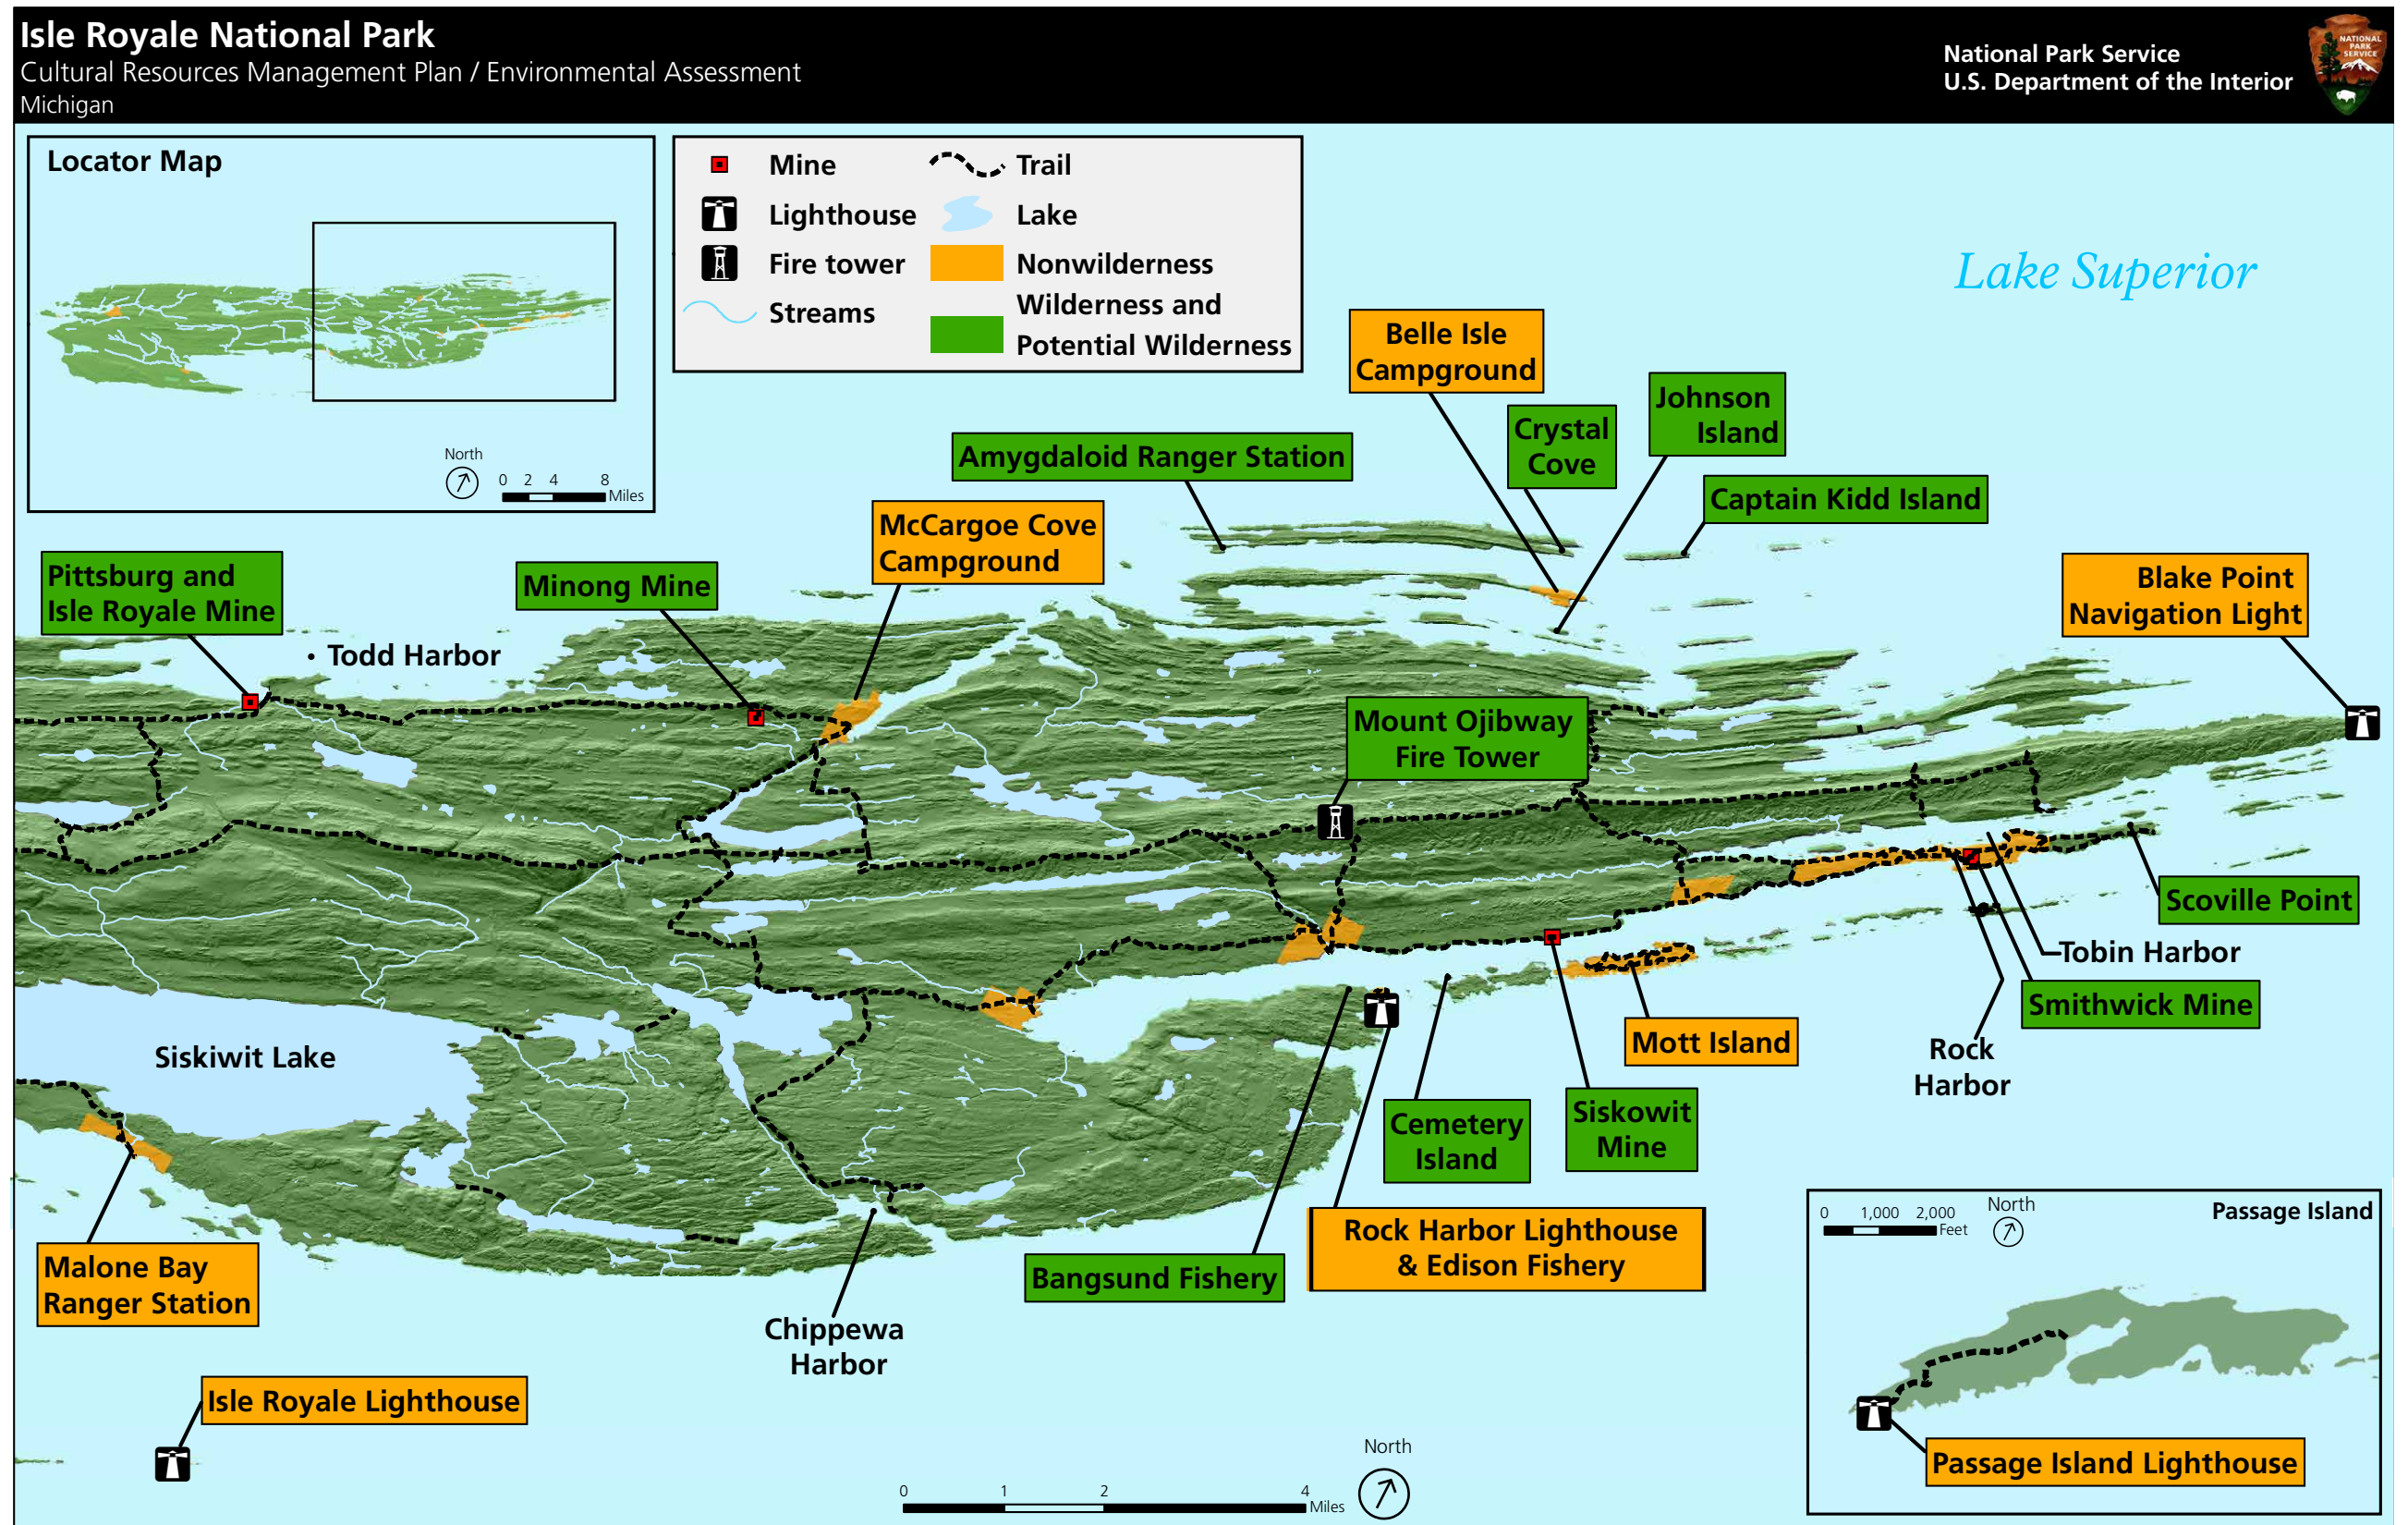 Isle Royale National Park
Cultural Resources Management Plan / Environmental Assessment
Michigan
National Park Service
U.S. Department of the Interior
NATIONAL
PARK
SERVICE
Locator Map
North
0 2 4 8
Miles
Mine
Lighthouse
Fire tower
Streams
Trail
Lake
Nonwilderness
Wilderness and
Potential Wilderness
Lake Superior
Belle Isle
Campground
Johnson
Island
Crystal
Cove
Amygdaloid Ranger Station
Captain Kidd Island
McCargoe Cove
Campground
Pittsburg and
Isle Royale Mine
Minong Mine
Blake Point
Navigation Light
Todd Harbor
Mount Ojibway
Fire Tower
Scoville Point
Tobin Harbor
Smithwick Mine
Mott Island
Rock
Harbor
Siskiwit Lake
Cemetery
Island
Siskowit
Mine
Rock Harbor Lighthouse
& Edison Fishery
Bangsund Fishery
Malone Bay
Ranger Station
Chippewa
Harbor
Isle Royale Lighthouse
North
0 1 2 4
Miles
0 1,000 2,000
Feet
North
Passage Island
Passage Island Lighthouse